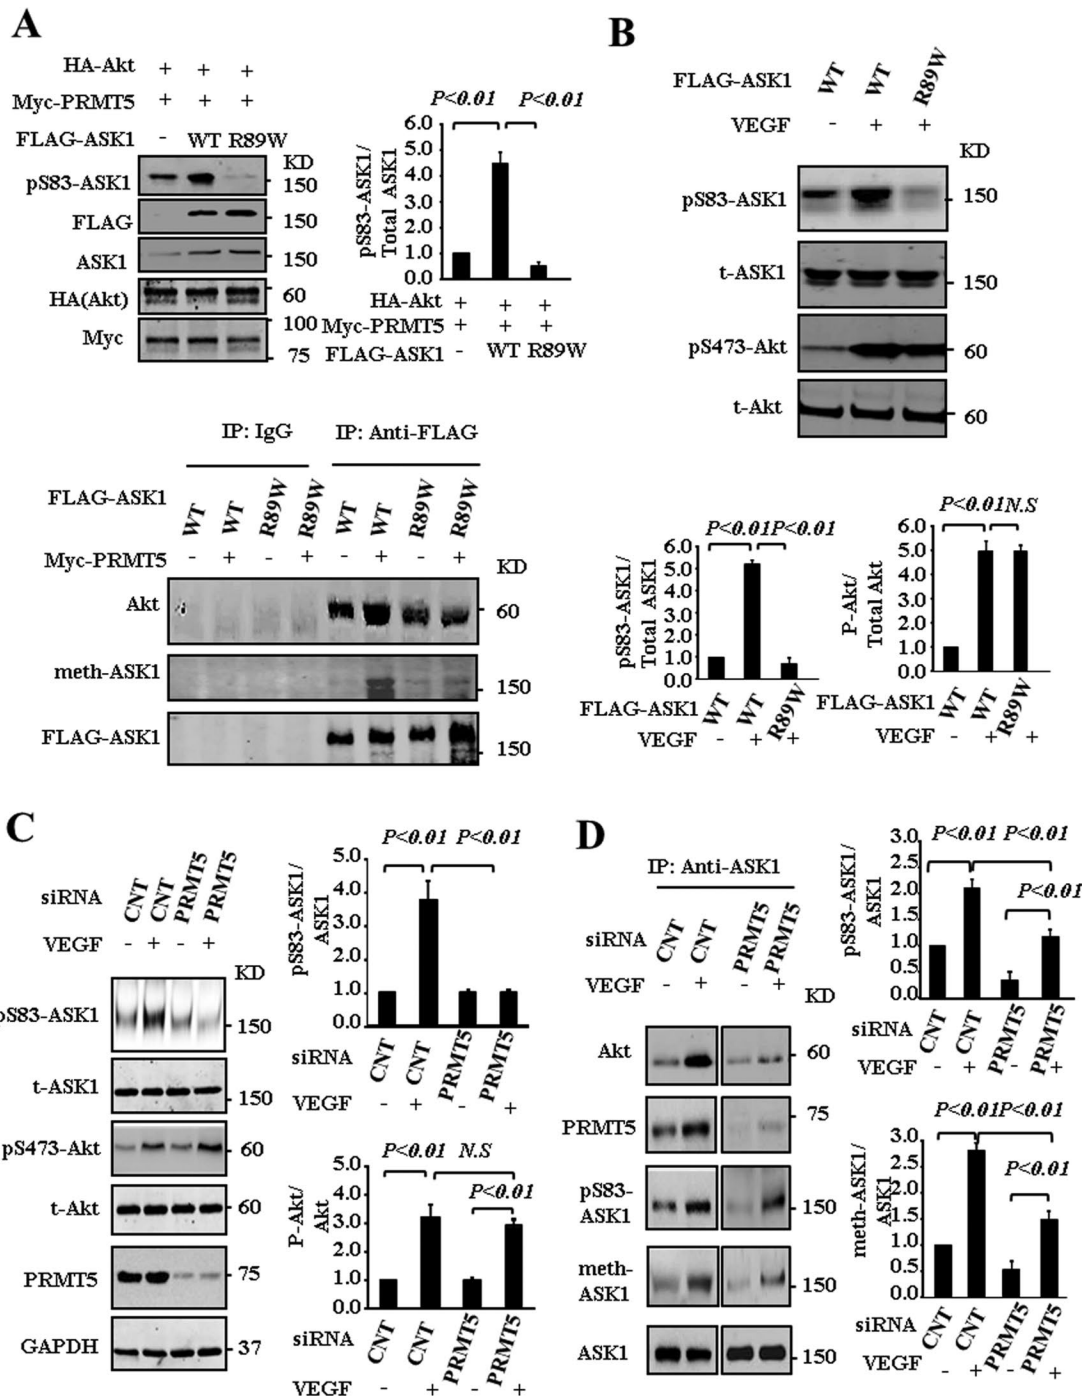 A
HA-Akt + + +
Myc-PRMT5 + + +
FLAG-ASK1 - WT R89W
KD
pS83-ASK1 150
FLAG 150
ASK1 150
HA(Akt) 60
Myc 100
75
P<0.01 P<0.01
pS83-ASK1/
Total ASK1
6.0
5.0
4.0
3.0
2.0
1.0
0.0
HA-Akt + + +
Myc-PRMT5 + + +
FLAG-ASK1 - WT R89W
IP: IgG IP: Anti-FLAG
FLAG-ASK1 WT WT R89W R89W WT WT R89W R89W
Myc-PRMT5 - + - + - + - +
KD
Akt 60
meth-ASK1 150
FLAG-ASK1 150
B
FLAG-ASK1 WT WT R89W
VEGF - + +
KD
pS83-ASK1 150
t-ASK1 150
pS473-Akt 60
t-Akt 60
P<0.01 P<0.01
pS83-ASK1/
Total ASK1
6.0
5.0
4.0
3.0
2.0
1.0
0.0
FLAG-ASK1 WT WT R89W
VEGF - + +
P<0.01 N.S
P-Akt/
Total Akt
6.0
5.0
4.0
3.0
2.0
1.0
0.0
FLAG-ASK1 WT WT R89W
VEGF - + +
C
siRNA CNT CNT PRMT5 PRMT5
VEGF - + - +
KD
pS83-ASK1 150
t-ASK1 150
pS473-Akt 60
t-Akt 60
PRMT5 75
GAPDH 37
P<0.01 P<0.01
pS83-ASK1/
ASK1
5.0
4.0
3.0
2.0
1.0
0.0
siRNA CNT CNT PRMT5 PRMT5
VEGF - + - +
P<0.01 N.S
P<0.01
P-Akt/
Akt
5.0
4.0
3.0
2.0
1.0
0.0
siRNA CNT CNT PRMT5 PRMT5
VEGF - + - +
D
IP: Anti-ASK1
siRNA CNT CNT PRMT5 PRMT5
VEGF - + - +
KD
Akt 60
PRMT5 75
pS83-
ASK1 150
meth-
ASK1 150
ASK1 150
P<0.01 P<0.01
P<0.01
pS83-ASK1/
ASK1
3.0
2.5
2.0
1.5
1.0
0.5
0.0
siRNA CNT CNT PRMT5 PRMT5
VEGF - + - +
P<0.01 P<0.01
P<0.01
meth-ASK1/
ASK1
3.0
2.5
2.0
1.5
1.0
0.5
0.0
siRNA CNT CNT PRMT5 PRMT5
VEGF - + - +